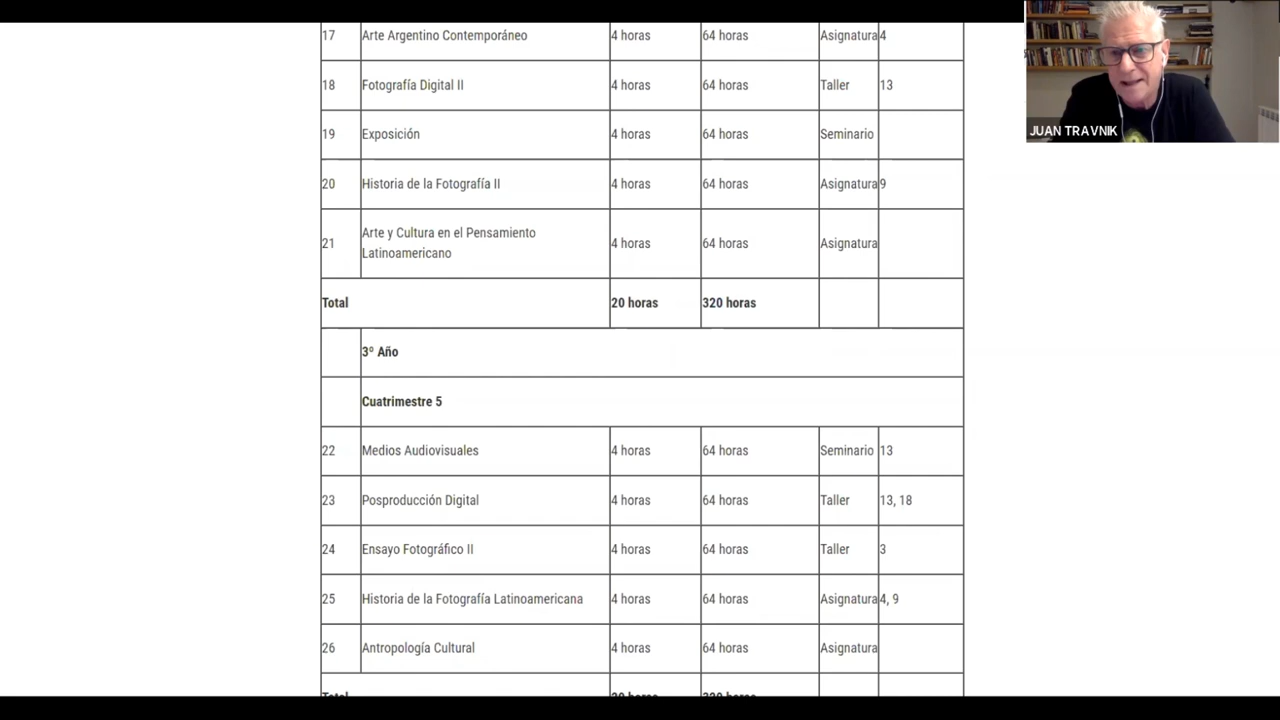 17 Arte Argentino Contemporáneo 4 horas 64 horas Asignatura 4
18 Fotografía Digital II 4 horas 64 horas Taller 13
19 Exposición 4 horas 64 horas Seminario
20 Historia de la Fotografía II 4 horas 64 horas Asignatura 9
21 Arte y Cultura en el Pensamiento
Latinoamericano 4 horas 64 horas Asignatura
Total 20 horas 320 horas
3º Año
Cuatrimestre 5
22 Medios Audiovisuales 4 horas 64 horas Seminario 13
23 Posproducción Digital 4 horas 64 horas Taller 13, 18
24 Ensayo Fotográfico II 4 horas 64 horas Taller 3
25 Historia de la Fotografía Latinoamericana 4 horas 64 horas Asignatura 4, 9
26 Antropología Cultural 4 horas 64 horas Asignatura
Total 20 horas 320 horas
JUAN TRAVNIK